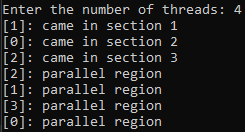 Enter the number of threads: 4
[1]: came in section 1
[0]: came in section 2
[2]: came in section 3
[2]: parallel region
[1]: parallel region
[3]: parallel region
[0]: parallel region